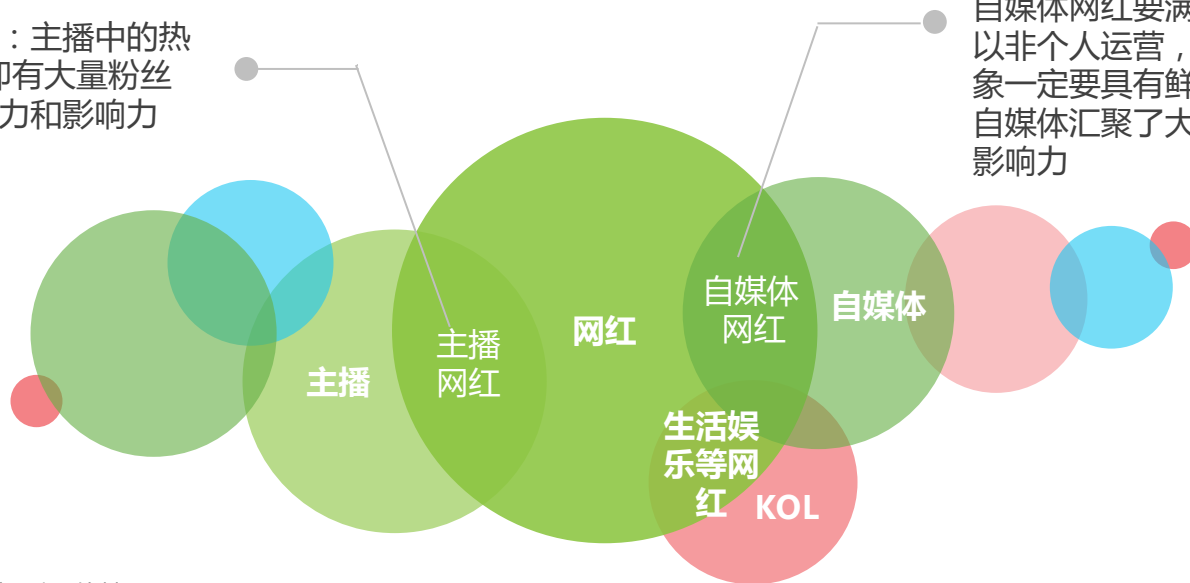 ：主播中的热
即有大量粉丝
力和影响力
自媒体网红要满
以非个人运营，
象一定要具有鲜
自媒体汇聚了大
影响力
自媒体
网红
自媒体
网红
主播
网红
主播
生活娱
乐等网
红
KOL